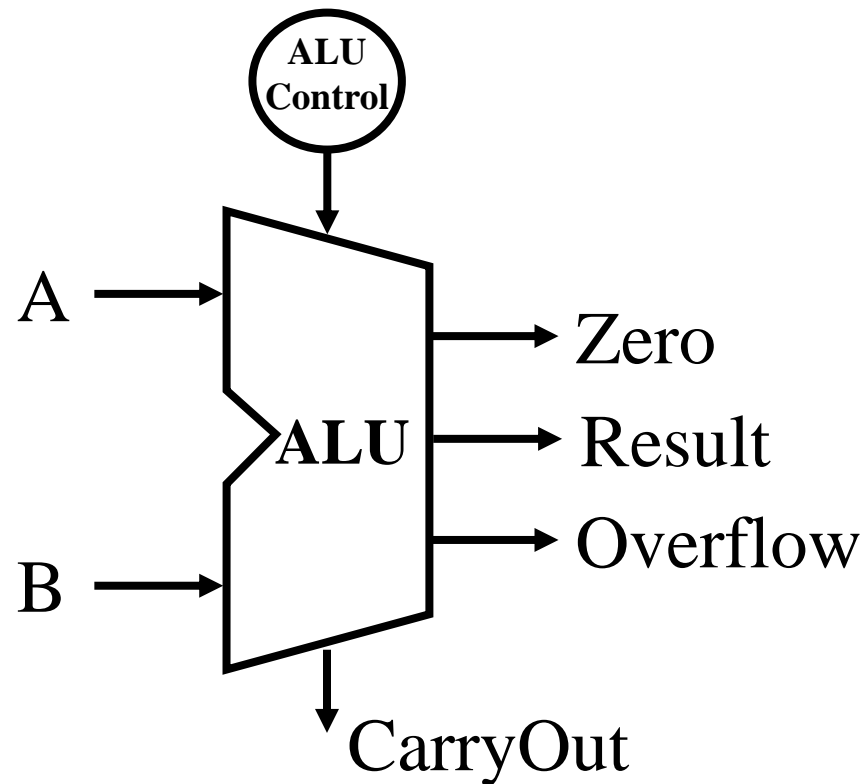 ALU
Control
A
Zero
ALU
Result
Overflow
B
CarryOut